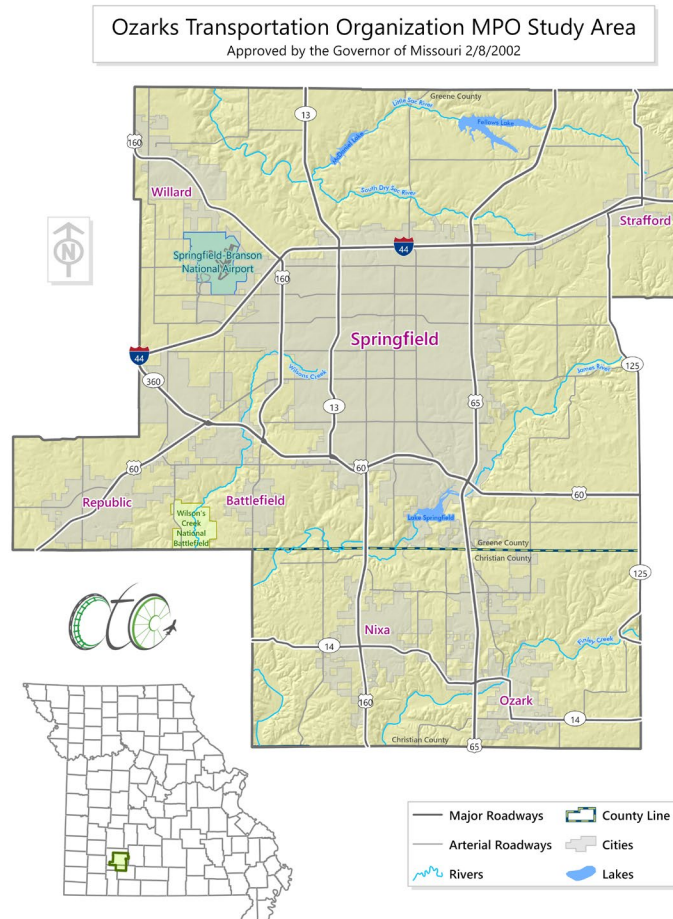 Ozarks Transportation Organization MPO Study Area
Approved by the Governor of Missouri 2/8/2002
Greene County
Little Sac River
Fellows Lake
13
160
McDaniel Lake
Willard
South Dry Sac River
Strafford
N
44
Springfield-Branson
National Airport
160
Springfield
44
125
Wilsons Creek
James River
360
13
65
60
60
60
Republic
Battlefield
Wilson's
Creek
National
Battlefield
Lake Springfield
Greene County
Christian County
125
Nixa
14
Finley Creek
160
Ozark
14
Christian County
65
Major Roadways
County Line
Arterial Roadways
Cities
Rivers
Lakes